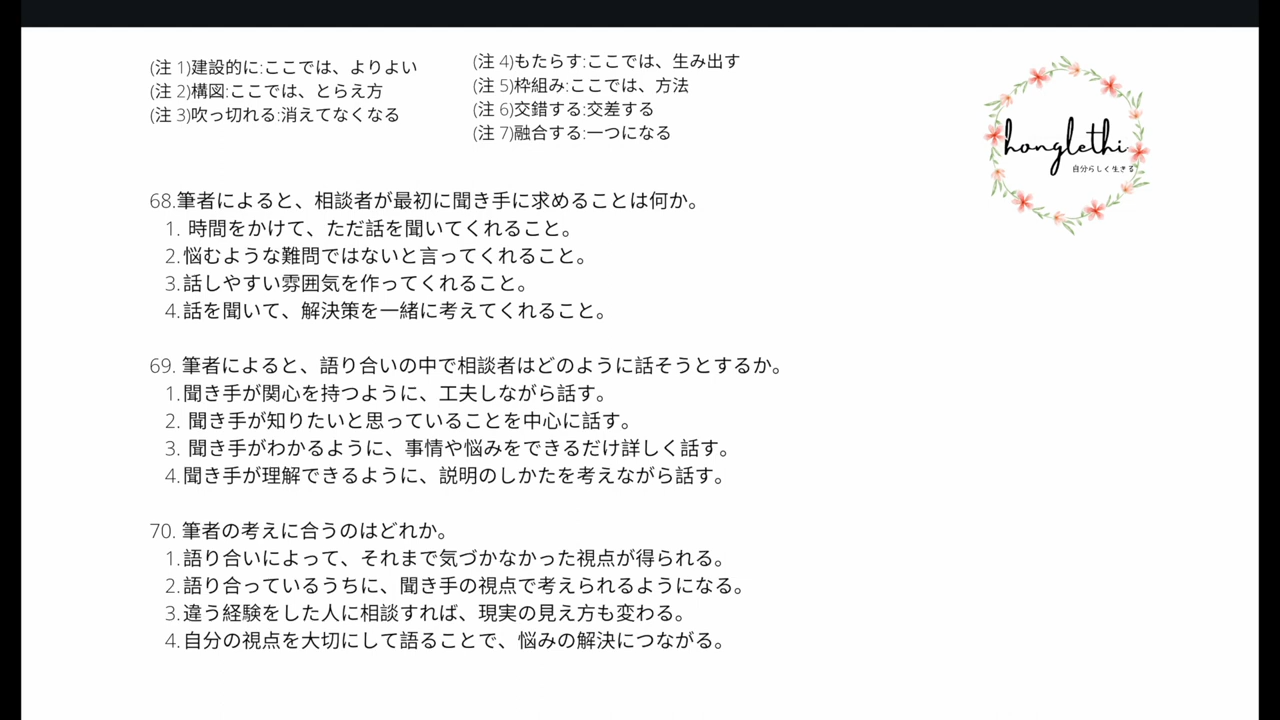 (注 1)建設的に:ここでは、よりよい
(注 2)構図:ここでは、とらえ方
(注 3)吹っ切れる:消えてなくなる
(注 4)もたらす:ここでは、生み出す
(注 5)枠組み:ここでは、方法
(注 6)交錯する:交差する
(注 7)融合する:一つになる
honglethi
自分らしく生きる
68.筆者によると、相談者が最初に聞き手に求めることは何か。
1. 時間をかけて、ただ話を聞いてくれること。
2.悩むような難問ではないと言ってくれること。
3.話しやすい雰囲気を作ってくれること。
4.話を聞いて、解決策を一緒に考えてくれること。
69. 筆者によると、語り合いの中で相談者はどのように話そうとするか。
1.聞き手が関心を持つように、工夫しながら話す。
2. 聞き手が知りたいと思っていることを中心に話す。
3. 聞き手がわかるように、事情や悩みをできるだけ詳しく話す。
4.聞き手が理解できるように、説明のしかたを考えながら話す。
70. 筆者の考えに合うのはどれか。
1.語り合いによって、それまで気づかなかった視点が得られる。
2.語り合っているうちに、聞き手の視点で考えられるようになる。
3.違う経験をした人に相談すれば、現実の見え方も変わる。
4.自分の視点を大切にして語ることで、悩みの解決につながる。